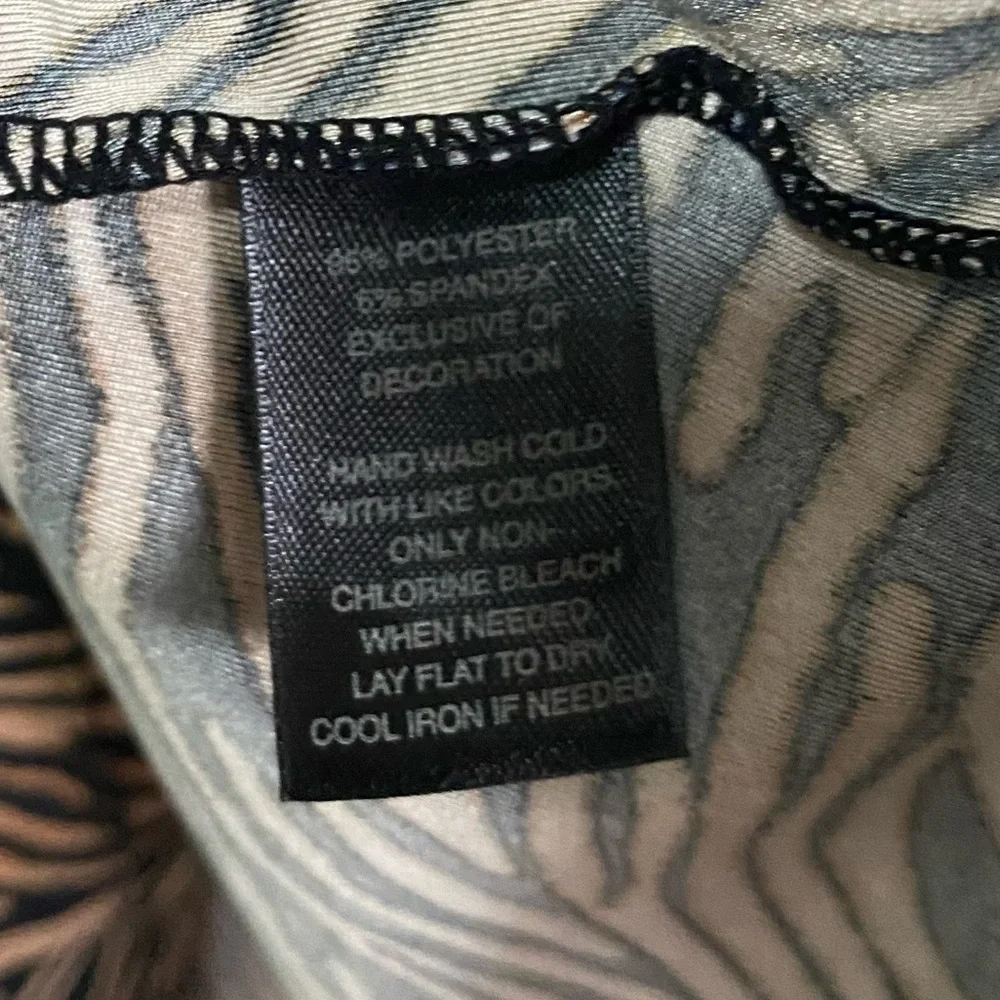 95% POLYESTER
5% SPANDEX
EXCLUSIVE OF
DECORATION
HAND WASH COLD
WITH LIKE COLORS
ONLY NON-
CHLORINE BLEACH
WHEN NEEDED
LAY FLAT TO DRY
COOL IRON IF NEEDED